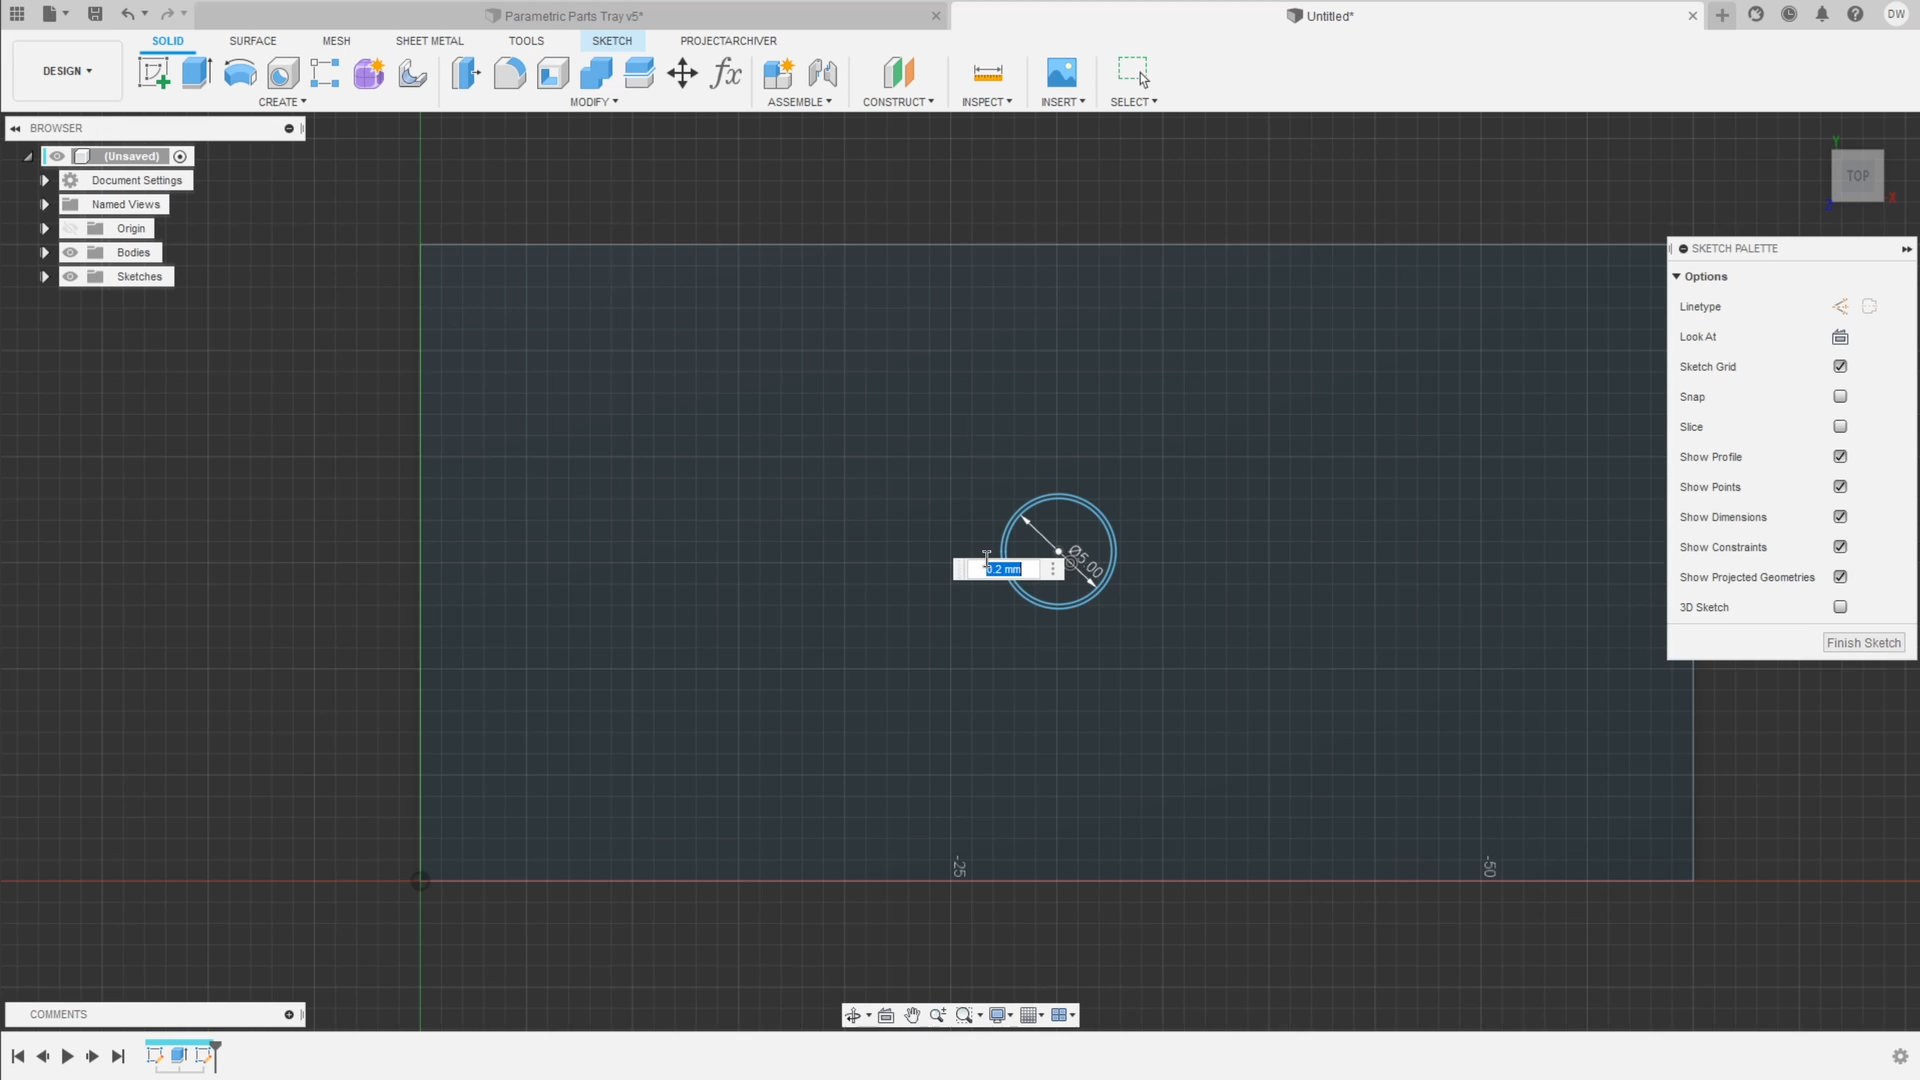 Parametric Parts Tray v5*
Untitled*
DW
SOLID SURFACE MESH SHEET METAL TOOLS SKETCH PROJECTARCHIVER
DESIGN
fx
CREATE MODIFY ASSEMBLE CONSTRUCT INSPECT INSERT SELECT
BROWSER
(Unsaved)
Document Settings
Named Views
Origin
Bodies
Sketches
Y
TOP
X
Z
SKETCH PALETTE
Options
Linetype
Look At
Sketch Grid
Snap
Slice
Show Profile
Show Points
Show Dimensions
Show Constraints
Show Projected Geometries
3D Sketch
Finish Sketch
Ø5.00
0.2 mm
-25
-50
COMMENTS